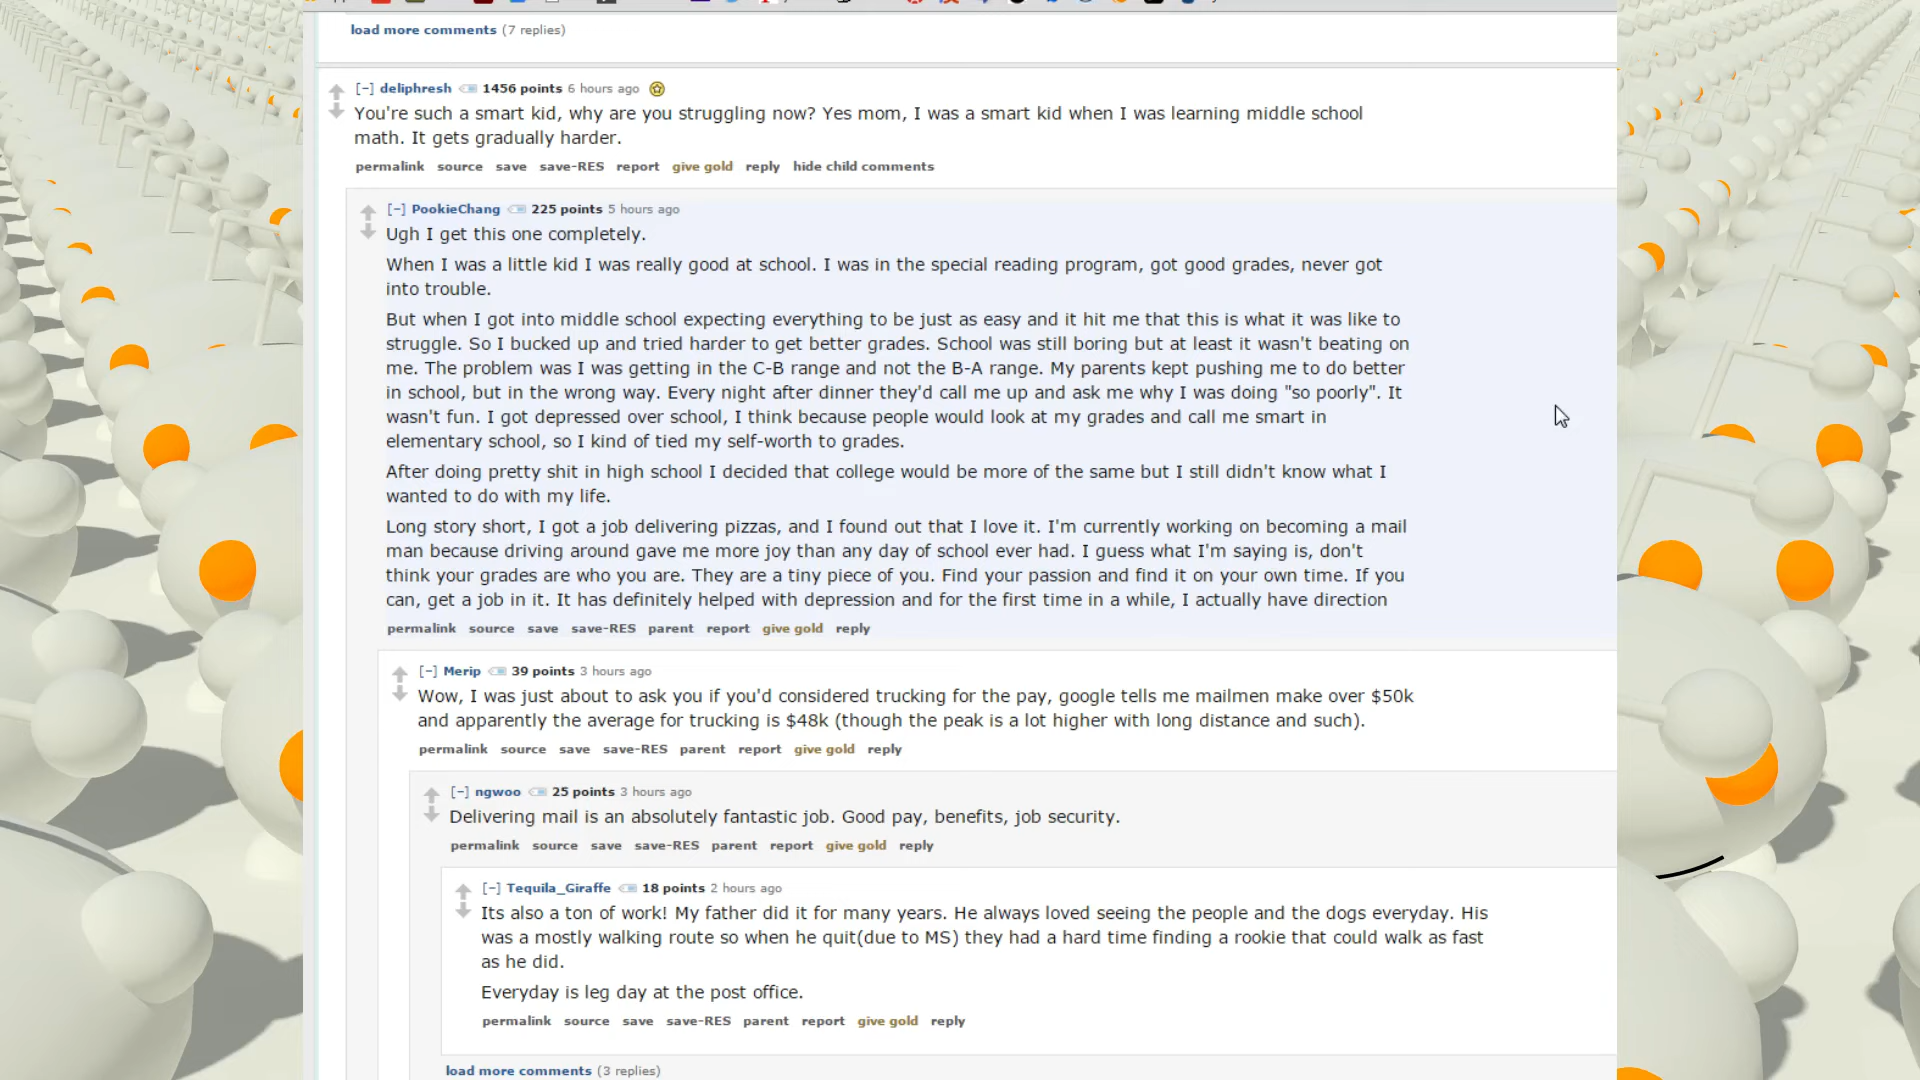 load more comments (7 replies)
[–] deliphresh 1456 points 6 hours ago
You're such a smart kid, why are you struggling now? Yes mom, I was a smart kid when I was learning middle school
math. It gets gradually harder.
permalink source save save-RES report give gold reply hide child comments
[–] PookieChang 225 points 5 hours ago
Ugh I get this one completely.
When I was a little kid I was really good at school. I was in the special reading program, got good grades, never got
into trouble.
But when I got into middle school expecting everything to be just as easy and it hit me that this is what it was like to
struggle. So I bucked up and tried harder to get better grades. School was still boring but at least it wasn't beating on
me. The problem was I was getting in the C-B range and not the B-A range. My parents kept pushing me to do better
in school, but in the wrong way. Every night after dinner they'd call me up and ask me why I was doing "so poorly". It
wasn't fun. I got depressed over school, I think because people would look at my grades and call me smart in
elementary school, so I kind of tied my self-worth to grades.
After doing pretty shit in high school I decided that college would be more of the same but I still didn't know what I
wanted to do with my life.
Long story short, I got a job delivering pizzas, and I found out that I love it. I'm currently working on becoming a mail
man because driving around gave me more joy than any day of school ever had. I guess what I'm saying is, don't
think your grades are who you are. They are a tiny piece of you. Find your passion and find it on your own time. If you
can, get a job in it. It has definitely helped with depression and for the first time in a while, I actually have direction
permalink source save save-RES parent report give gold reply
[–] Merip 39 points 3 hours ago
Wow, I was just about to ask you if you'd considered trucking for the pay, google tells me mailmen make over $50k
and apparently the average for trucking is $48k (though the peak is a lot higher with long distance and such).
permalink source save save-RES parent report give gold reply
[–] ngwoo 25 points 3 hours ago
Delivering mail is an absolutely fantastic job. Good pay, benefits, job security.
permalink source save save-RES parent report give gold reply
[–] Tequila_Giraffe 18 points 2 hours ago
Its also a ton of work! My father did it for many years. He always loved seeing the people and the dogs everyday. His
was a mostly walking route so when he quit(due to MS) they had a hard time finding a rookie that could walk as fast
as he did.
Everyday is leg day at the post office.
permalink source save save-RES parent report give gold reply
load more comments (3 replies)